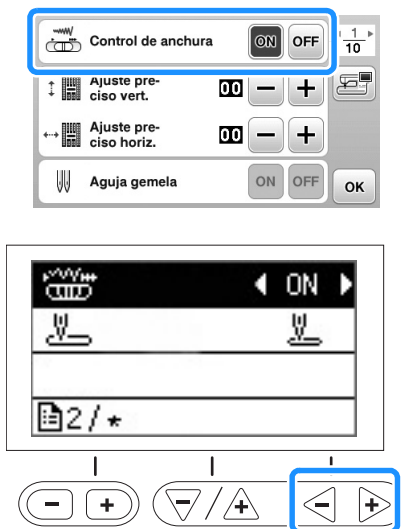 Control de anchura ON OFF 1
10
Ajuste pre-
ciso vert. 00 − +
Ajuste pre-
ciso horiz. 00 − +
Aguja gemela ON OFF OK
ON
2/*
− + / + − +